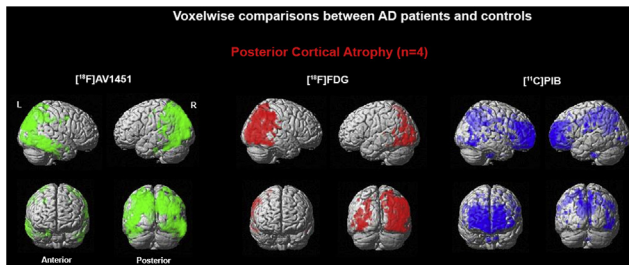 Voxelwise comparisons between AD patients and controls
Posterior Cortical Atrophy (n=4)
[¹⁸F]AV1451
[¹⁸F]FDG
[¹¹C]PIB
L
R
Anterior
Posterior